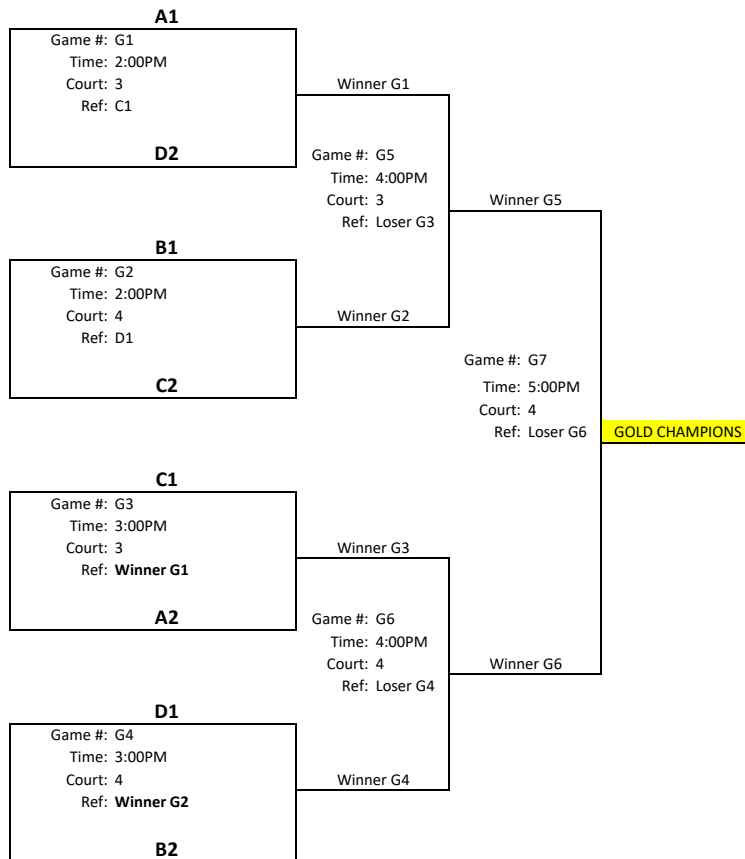 A1
Game #: G1
Time: 2:00PM
Court: 3
Ref: C1
Winner G1
D2
Game #: G5
Time: 4:00PM
Court: 3
Ref: Loser G3
Winner G5
B1
Game #: G2
Time: 2:00PM
Court: 4
Ref: D1
Winner G2
C2
Game #: G7
Time: 5:00PM
Court: 4
Ref: Loser G6
GOLD CHAMPIONS
C1
Game #: G3
Time: 3:00PM
Court: 3
Ref: Winner G1
Winner G3
A2
Game #: G6
Time: 4:00PM
Court: 4
Ref: Loser G4
Winner G6
D1
Game #: G4
Time: 3:00PM
Court: 4
Ref: Winner G2
Winner G4
B2